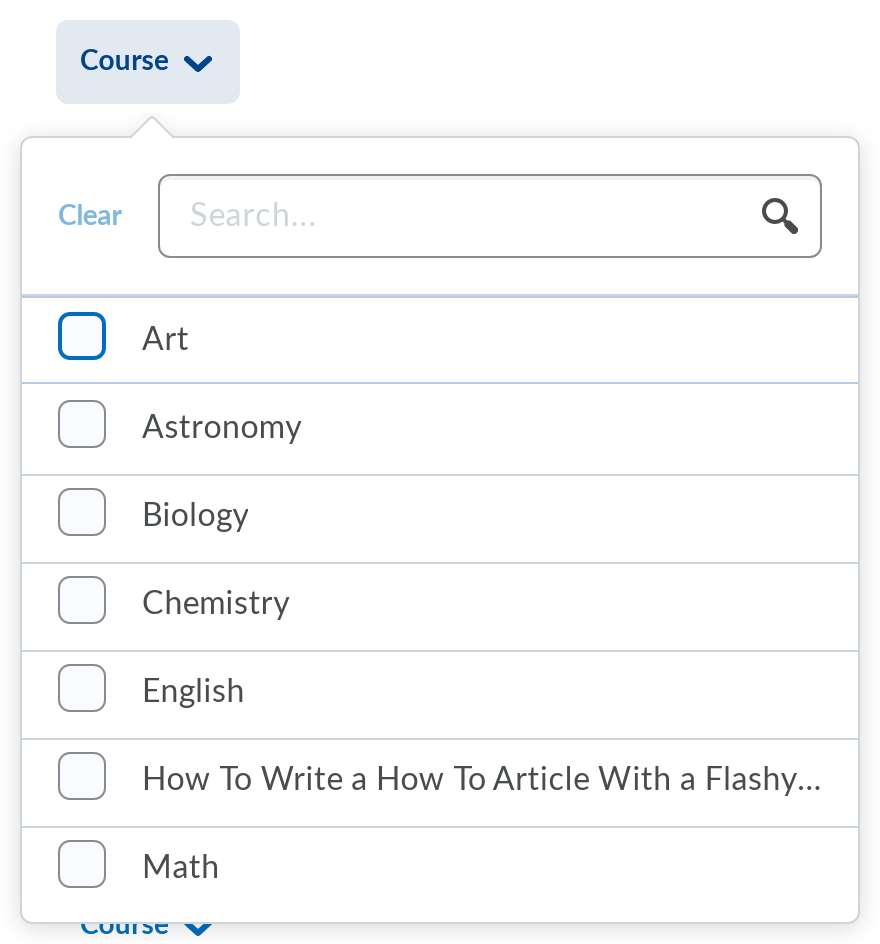 Course
Clear
Search...
Art
Astronomy
Biology
Chemistry
English
How To Write a How To Article With a Flashy...
Math
Course